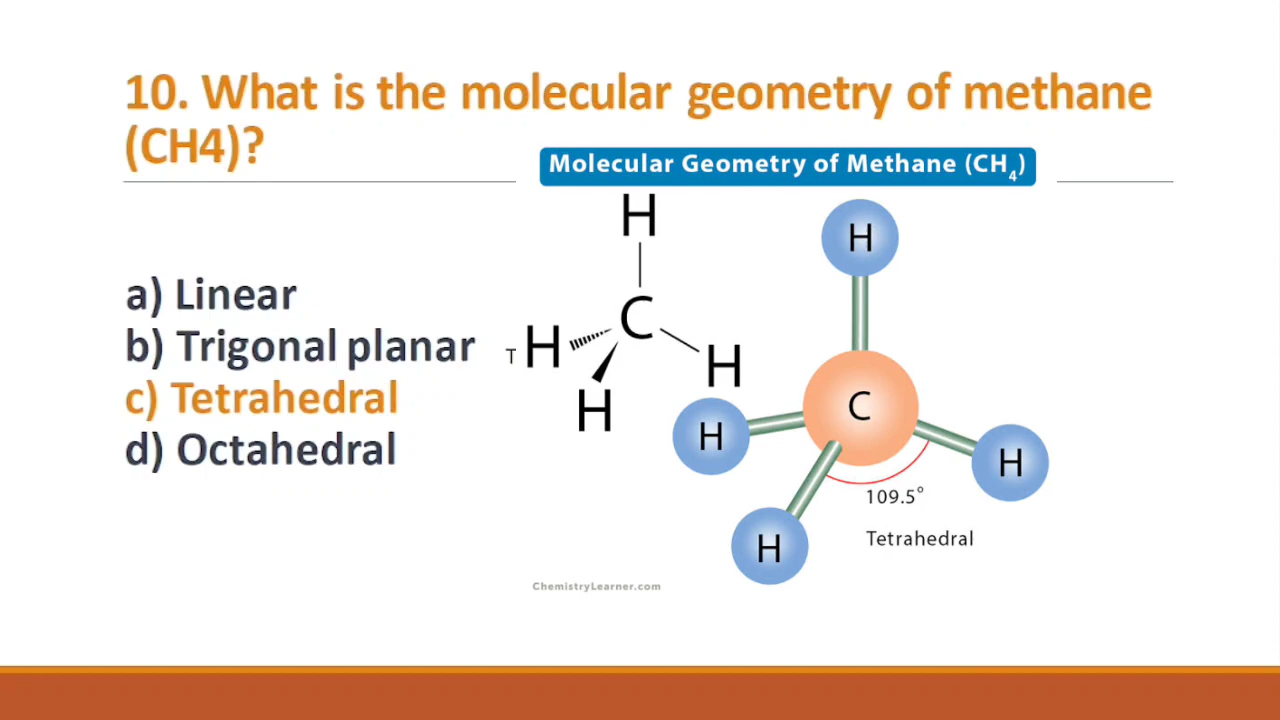 10. What is the molecular geometry of methane
(CH4)?
Molecular Geometry of Methane (CH₄)
a) Linear
b) Trigonal planar
c) Tetrahedral
d) Octahedral
H
C
T H
H
H
H
C
H
H
H
109.5°
Tetrahedral
ChemistryLearner.com